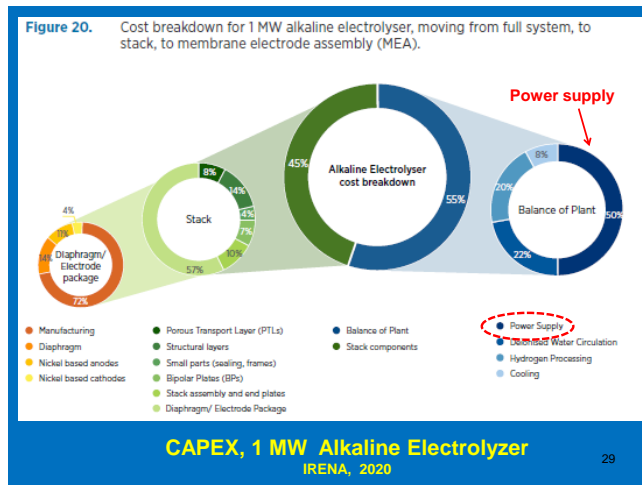 Figure 20. Cost breakdown for 1 MW alkaline electrolyser, moving from full system, to
stack, to membrane electrode assembly (MEA).
Power supply
45%
Alkaline Electrolyser
cost breakdown
55%
8%
14%
4%
7%
10%
57%
Stack
8%
20%
22%
50%
Balance of Plant
4%
11%
14%
72%
Diaphragm/
Electrode
package
Manufacturing
Diaphragm
Nickel based anodes
Nickel based cathodes
Porous Transport Layer (PTLs)
Structural layers
Small parts (sealing, frames)
Bipolar Plates (BPs)
Stack assembly and end plates
Diaphragm/ Electrode Package
Balance of Plant
Stack components
Power Supply
Deionised Water Circulation
Hydrogen Processing
Cooling
CAPEX, 1 MW Alkaline Electrolyzer
IRENA, 2020
29